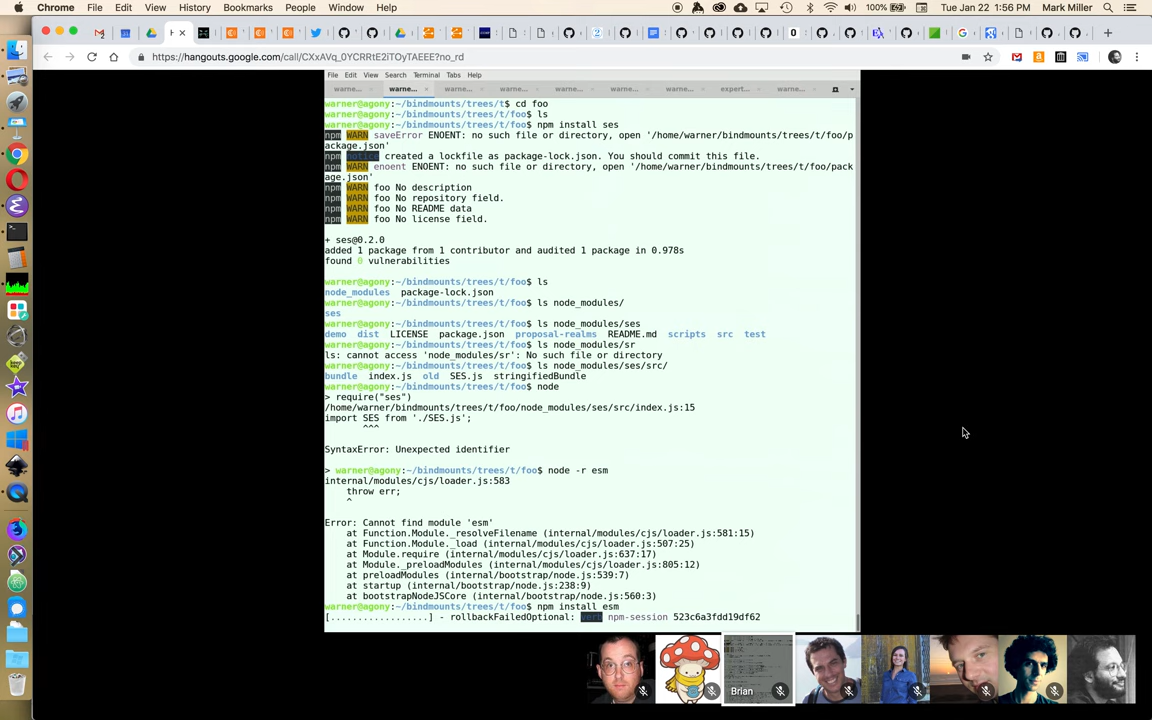 Chrome File Edit View History Bookmarks People Window Help 100% Tue Jan 22 1:56 PM Mark Miller
https://hangouts.google.com/call/CXxAVq_0YCRRtE2iTOyTAEEE?no_rd
File Edit View Search Terminal Tabs Help
warne... warne... warne... warne... warne... warne... warne... expert... warne...
warner@agony:~/bindmounts/trees/t$ cd foo
warner@agony:~/bindmounts/trees/t/foo$ ls
warner@agony:~/bindmounts/trees/t/foo$ npm install ses
npm WARN saveError ENOENT: no such file or directory, open '/home/warner/bindmounts/trees/t/foo/p
ackage.json'
npm notice created a lockfile as package-lock.json. You should commit this file.
npm WARN enoent ENOENT: no such file or directory, open '/home/warner/bindmounts/trees/t/foo/pack
age.json'
npm WARN foo No description
npm WARN foo No repository field.
npm WARN foo No README data
npm WARN foo No license field.
+ ses@0.2.0
added 1 package from 1 contributor and audited 1 package in 0.978s
found 0 vulnerabilities
warner@agony:~/bindmounts/trees/t/foo$ ls
node_modules package-lock.json
warner@agony:~/bindmounts/trees/t/foo$ ls node_modules/
ses
warner@agony:~/bindmounts/trees/t/foo$ ls node_modules/ses
demo dist LICENSE package.json proposal-realms README.md scripts src test
warner@agony:~/bindmounts/trees/t/foo$ ls node_modules/sr
ls: cannot access 'node_modules/sr': No such file or directory
warner@agony:~/bindmounts/trees/t/foo$ ls node_modules/ses/src/
bundle index.js old SES.js stringifiedBundle
warner@agony:~/bindmounts/trees/t/foo$ node
> require("ses")
/home/warner/bindmounts/trees/t/foo/node_modules/ses/src/index.js:15
import SES from './SES.js';
^^^
SyntaxError: Unexpected identifier
> warner@agony:~/bindmounts/trees/t/foo$ node -r esm
internal/modules/cjs/loader.js:583
throw err;
^
Error: Cannot find module 'esm'
at Function.Module._resolveFilename (internal/modules/cjs/loader.js:581:15)
at Function.Module._load (internal/modules/cjs/loader.js:507:25)
at Module.require (internal/modules/cjs/loader.js:637:17)
at Module._preloadModules (internal/modules/cjs/loader.js:805:12)
at preloadModules (internal/bootstrap/node.js:539:7)
at startup (internal/bootstrap/node.js:238:9)
at bootstrapNodeJSCore (internal/bootstrap/node.js:560:3)
warner@agony:~/bindmounts/trees/t/foo$ npm install esm
[..................] - rollbackFailedOptional: verb npm-session 523c6a3fdd19df62
Brian